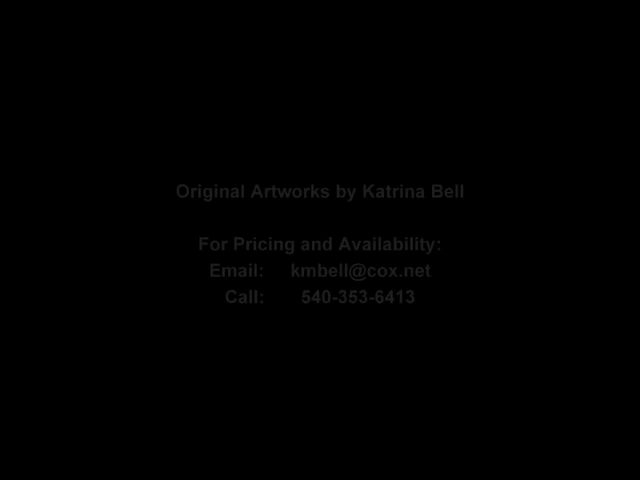 Original Artworks by Katrina Bell
For Pricing and Availability:
Email: kmbell@cox.net
Call: 540-353-6413